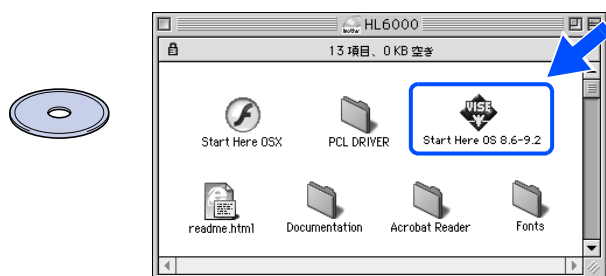 HL6000
13 項目、0 KB 空き
VISE
Start Here OSX
PCL DRIVER
Start Here OS 8.6-9.2
readme.html
Documentation
Acrobat Reader
Fonts